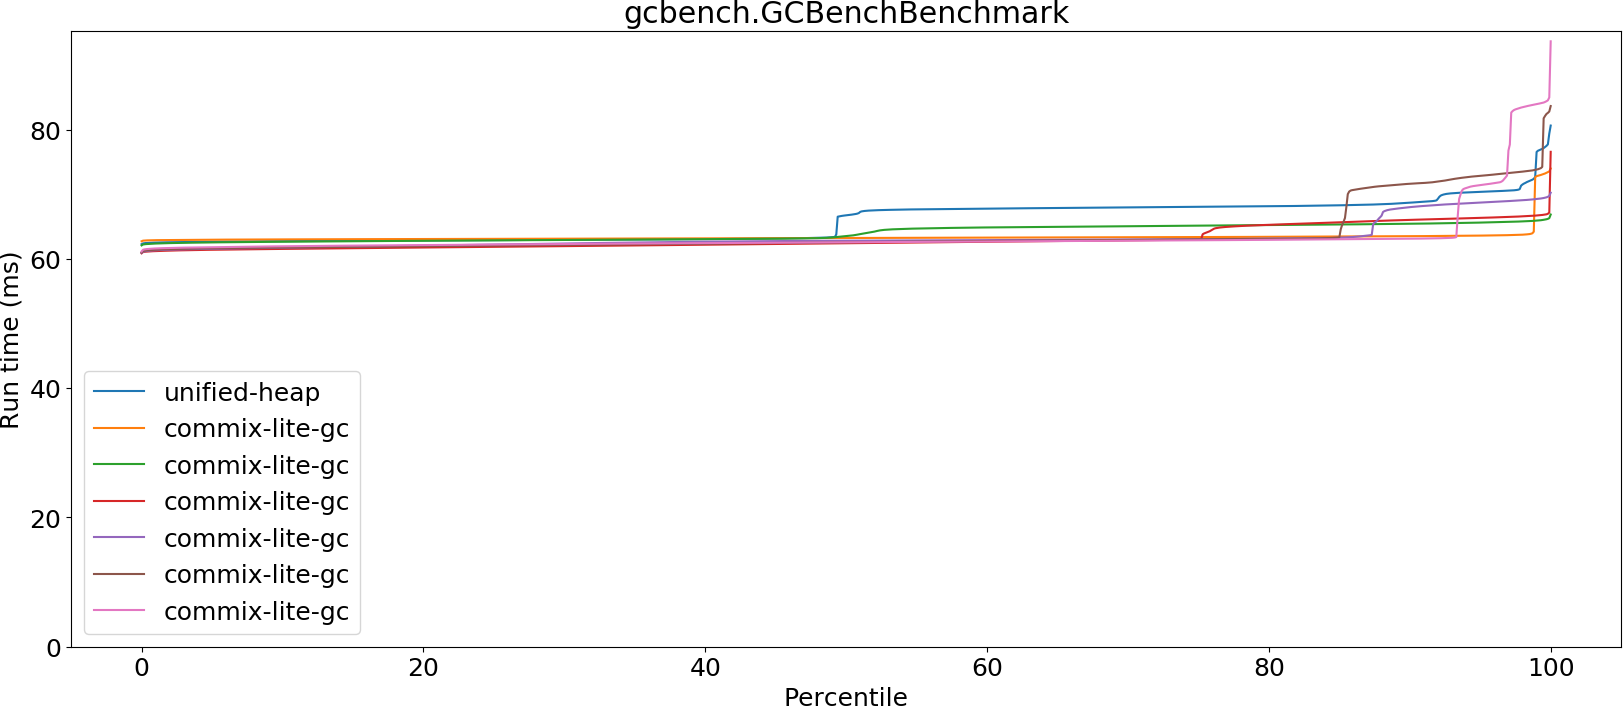 gcbench.GCBenchBenchmark
Run time (ms)
80
60
40
20
0
unified-heap
commix-lite-gc
commix-lite-gc
commix-lite-gc
commix-lite-gc
commix-lite-gc
commix-lite-gc
0 20 40 60 80 100
Percentile